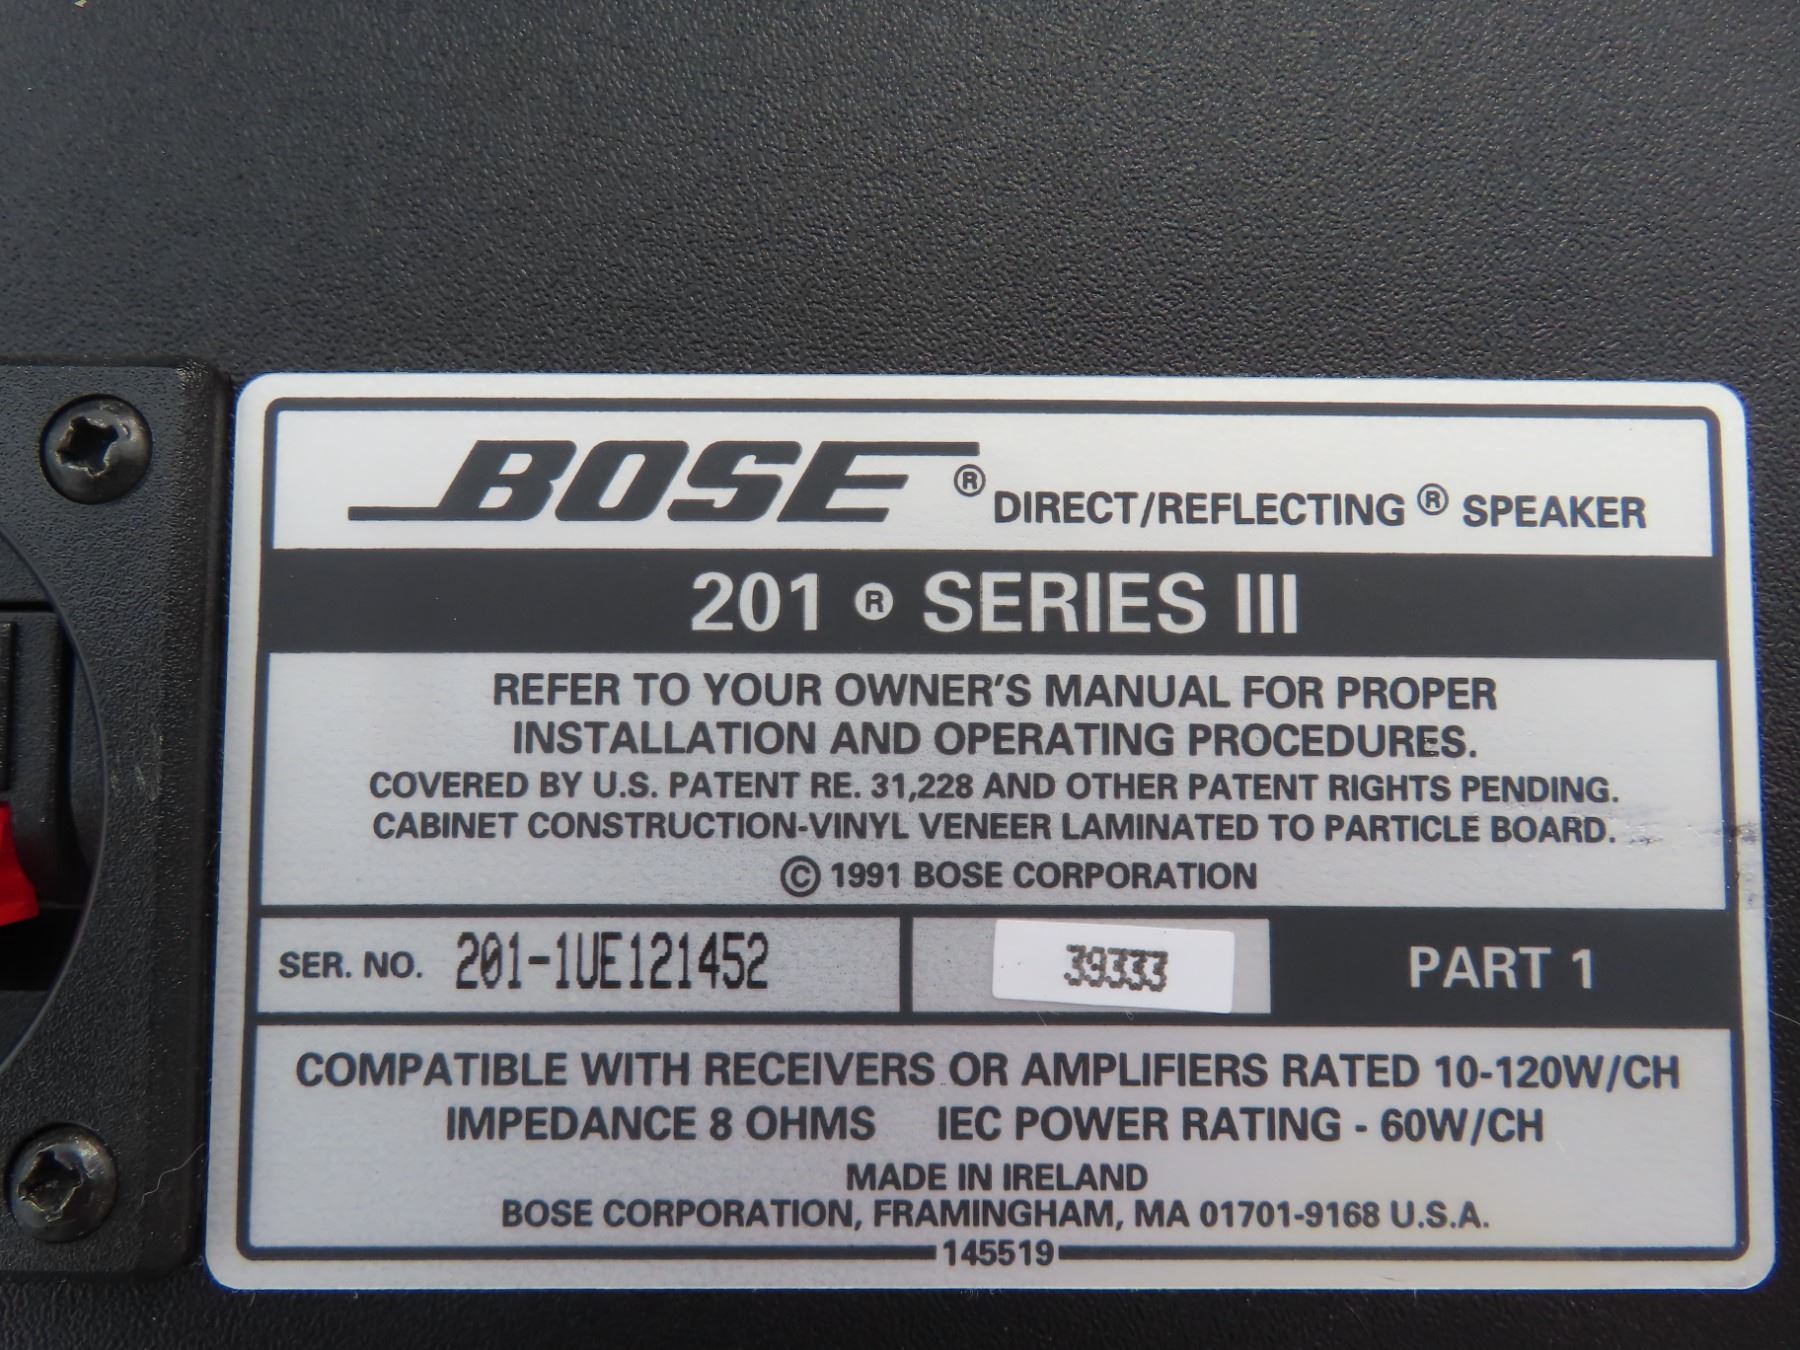 BOSE ® DIRECT/REFLECTING ® SPEAKER
201 ® SERIES III
REFER TO YOUR OWNER'S MANUAL FOR PROPER
INSTALLATION AND OPERATING PROCEDURES.
COVERED BY U.S. PATENT RE. 31,228 AND OTHER PATENT RIGHTS PENDING.
CABINET CONSTRUCTION-VINYL VENEER LAMINATED TO PARTICLE BOARD.
© 1991 BOSE CORPORATION
SER. NO. 201-1UE121452 39333 PART 1
COMPATIBLE WITH RECEIVERS OR AMPLIFIERS RATED 10-120W/CH
IMPEDANCE 8 OHMS IEC POWER RATING - 60W/CH
MADE IN IRELAND
BOSE CORPORATION, FRAMINGHAM, MA 01701-9168 U.S.A.
145519